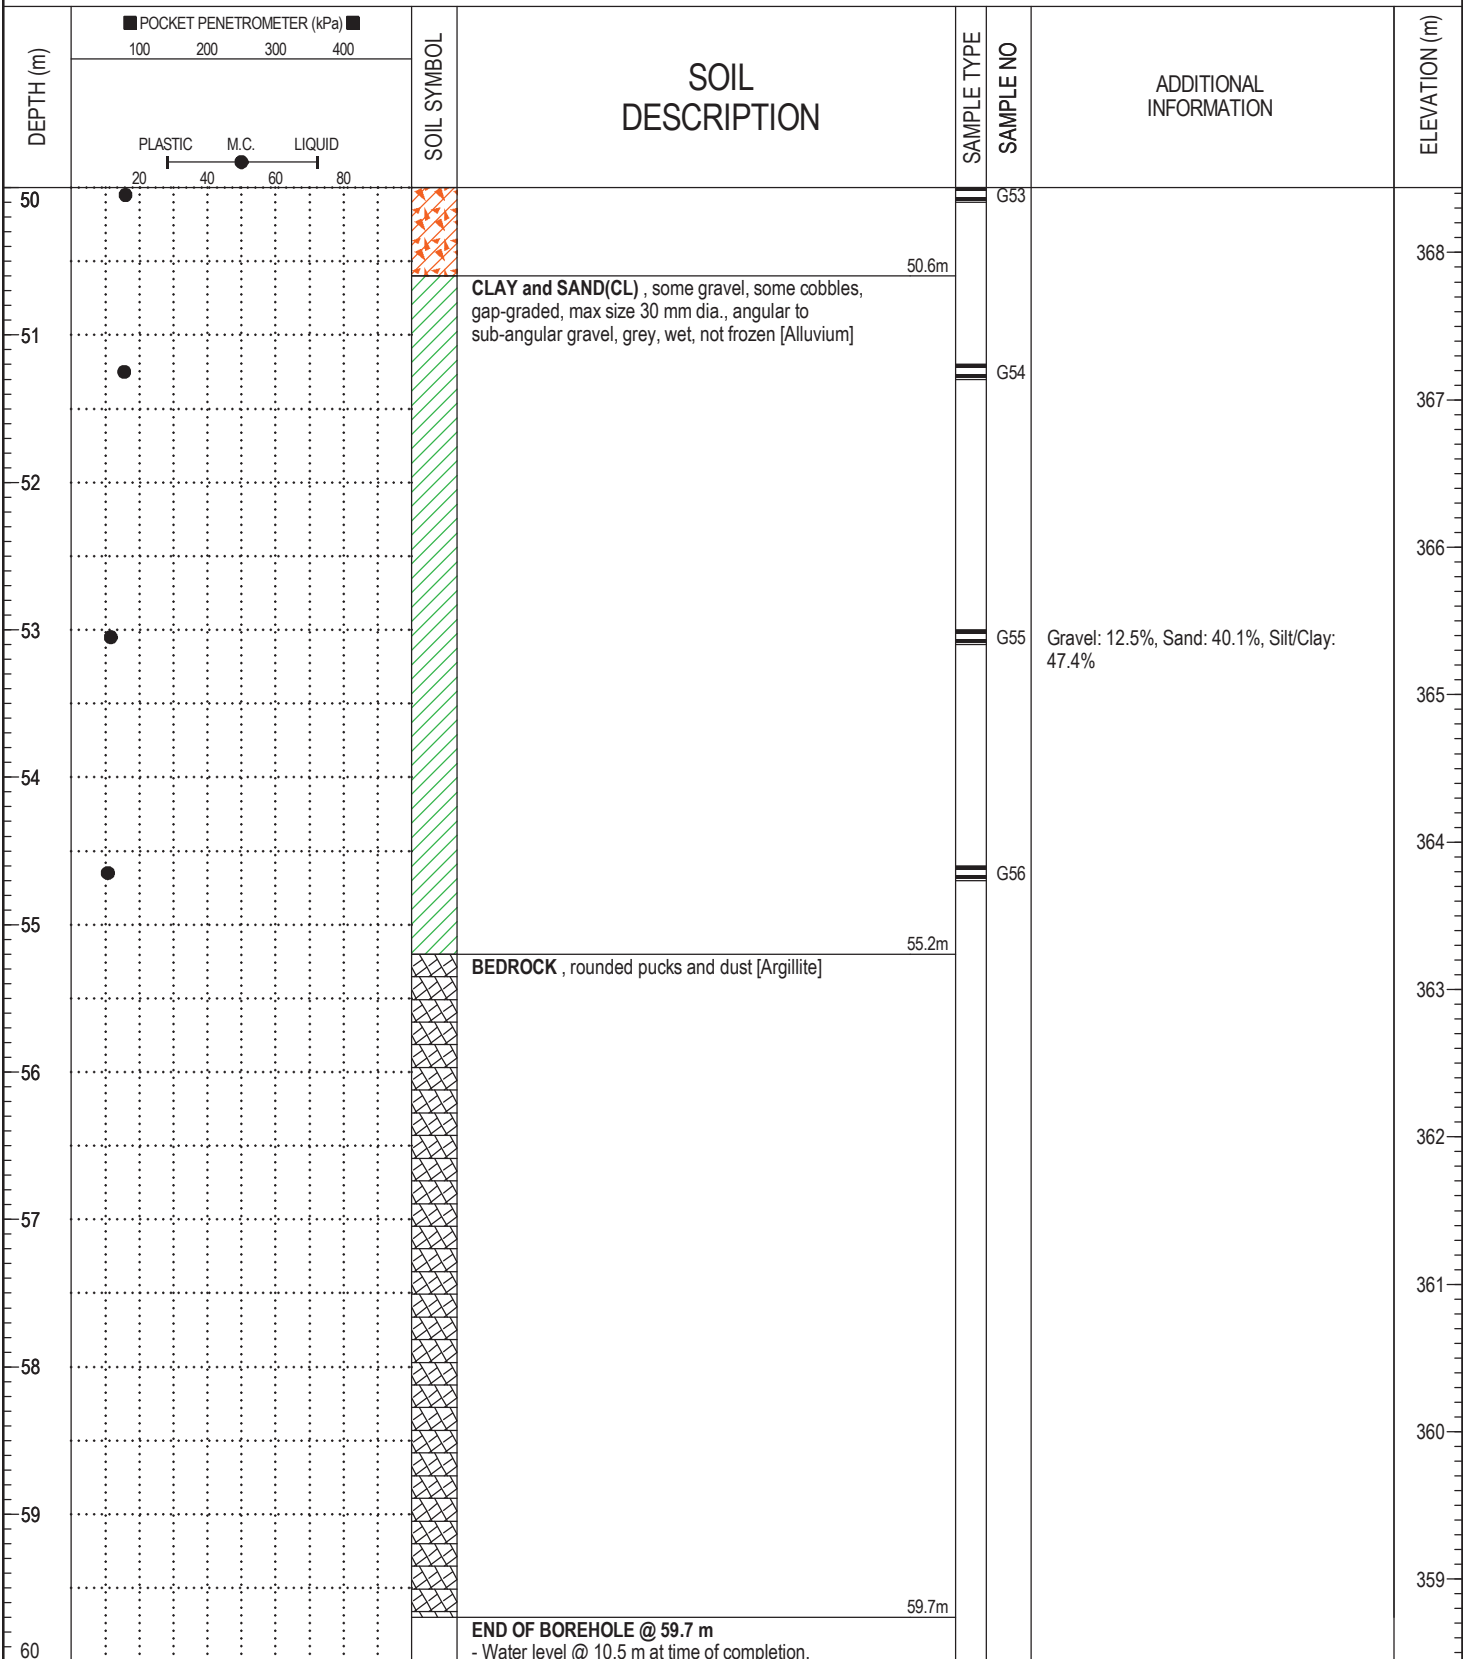 ■ POCKET PENETROMETER (kPa) ■
100 200 300 400
DEPTH (m)
PLASTIC M.C. LIQUID
20 40 60 80
SOIL SYMBOL
SOIL
DESCRIPTION
SAMPLE TYPE
SAMPLE NO
ADDITIONAL
INFORMATION
ELEVATION (m)
50
G53
368
50.6m
CLAY and SAND(CL) , some gravel, some cobbles,
gap-graded, max size 30 mm dia., angular to
sub-angular gravel, grey, wet, not frozen [Alluvium]
51
G54
367
52
366
53
G55
Gravel: 12.5%, Sand: 40.1%, Silt/Clay:
47.4%
365
54
364
G56
55
55.2m
BEDROCK , rounded pucks and dust [Argillite]
363
56
362
57
361
58
360
59
359
59.7m
END OF BOREHOLE @ 59.7 m
60
- Water level @ 10.5 m at time of completion.